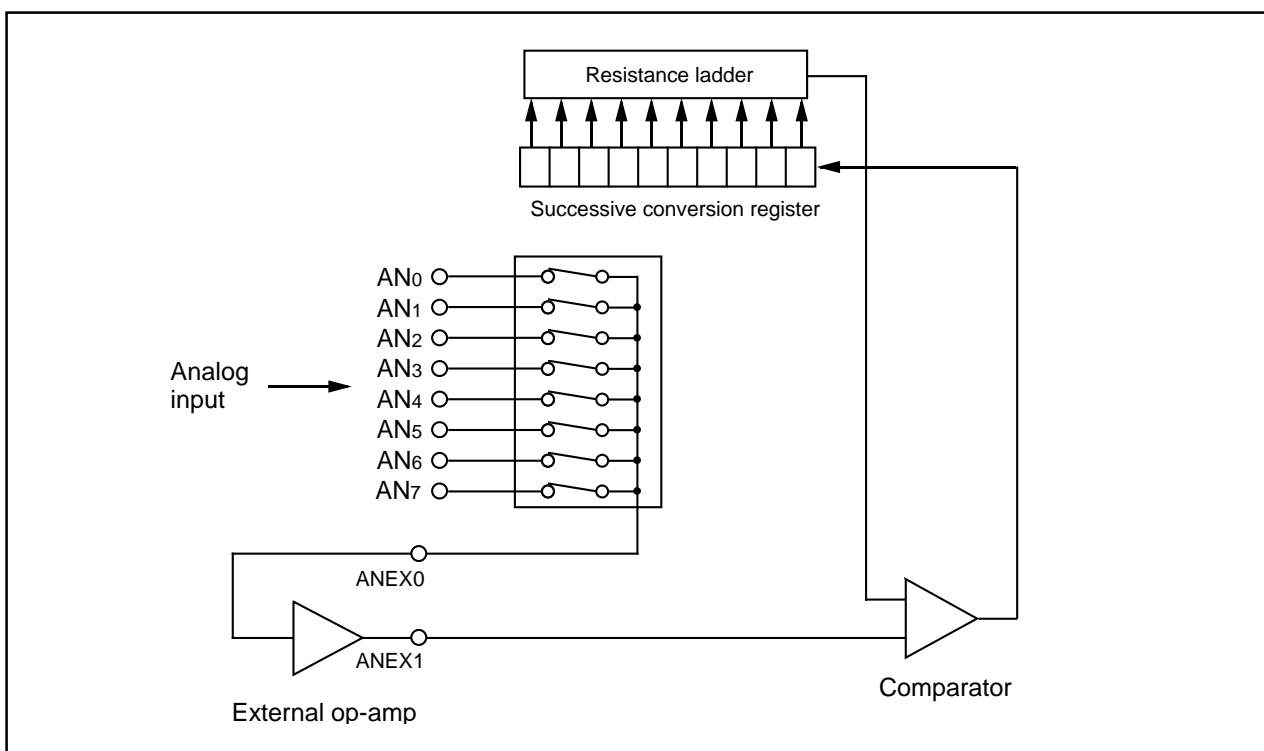 Resistance ladder
Successive conversion register
AN0
AN1
AN2
AN3
AN4
AN5
AN6
AN7
Analog
input
ANEX0
ANEX1
External op-amp
Comparator